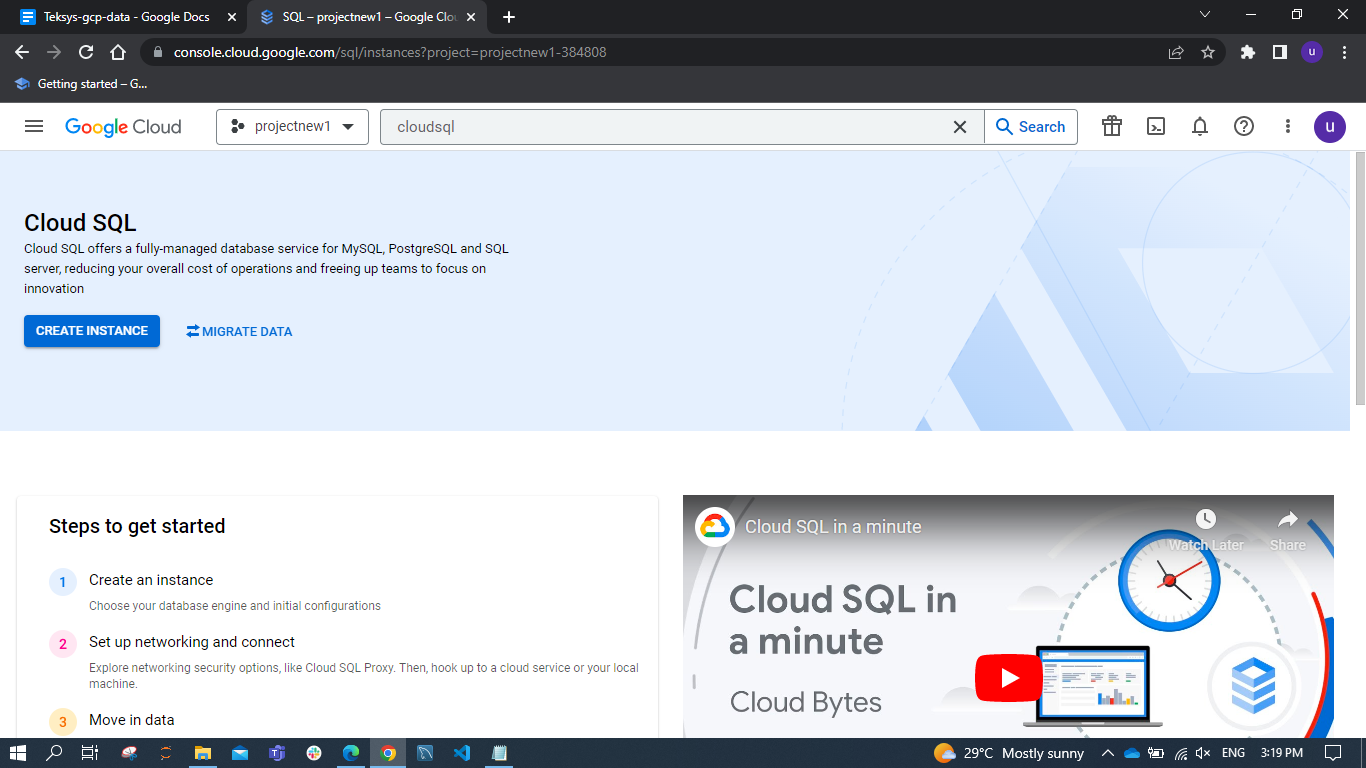 Teksys-gcp-data - Google Docs
SQL – projectnew1 – Google Clo
console.cloud.google.com/sql/instances?project=projectnew1-384808
u
Getting started – G...
Google Cloud
projectnew1
cloudsql
Search
u
Cloud SQL
Cloud SQL offers a fully-managed database service for MySQL, PostgreSQL and SQL
server, reducing your overall cost of operations and freeing up teams to focus on
innovation
CREATE INSTANCE
MIGRATE DATA
Steps to get started
1 Create an instance
Choose your database engine and initial configurations
2 Set up networking and connect
Explore networking security options, like Cloud SQL Proxy. Then, hook up to a cloud service or your local
machine.
3 Move in data
Cloud SQL in a minute
Watch Later
Share
Cloud SQL in
a minute
Cloud Bytes
29°C Mostly sunny
ENG
3:19 PM